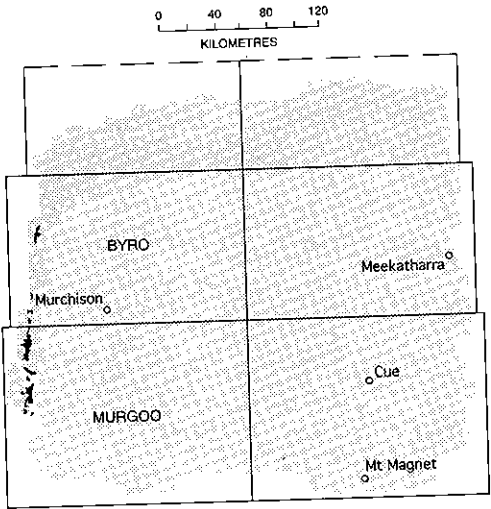 0 40 80 120
KILOMETRES
BYRO
Meekatharra
Murchison
Cue
MURGOO
Mt Magnet